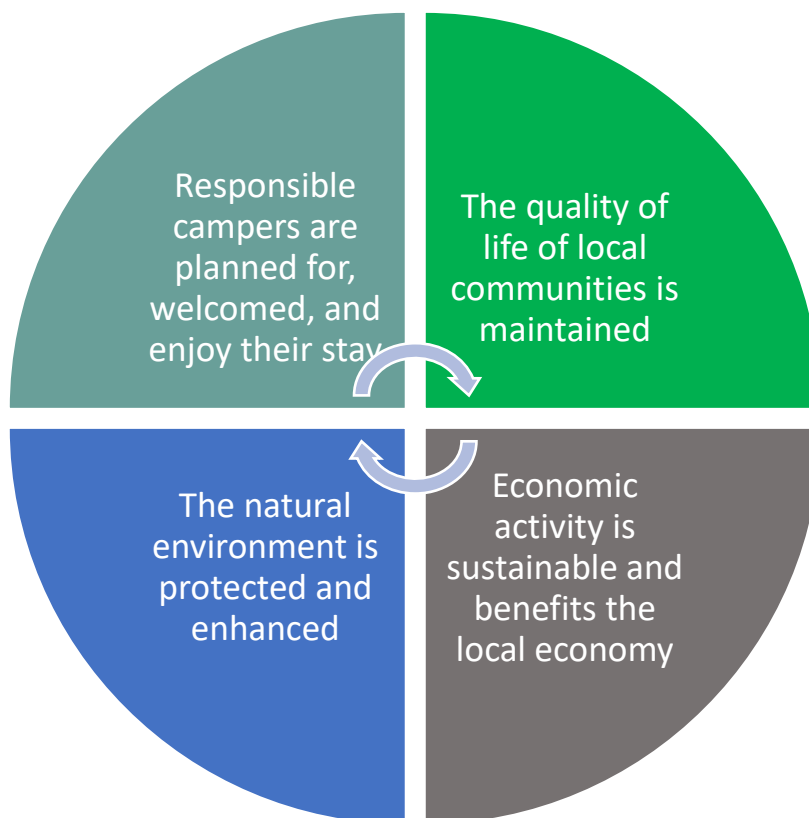 Responsible
campers are
planned for,
welcomed, and
enjoy their stay
The quality of
life of local
communities is
maintained
The natural
environment is
protected and
enhanced
Economic
activity is
sustainable and
benefits the
local economy